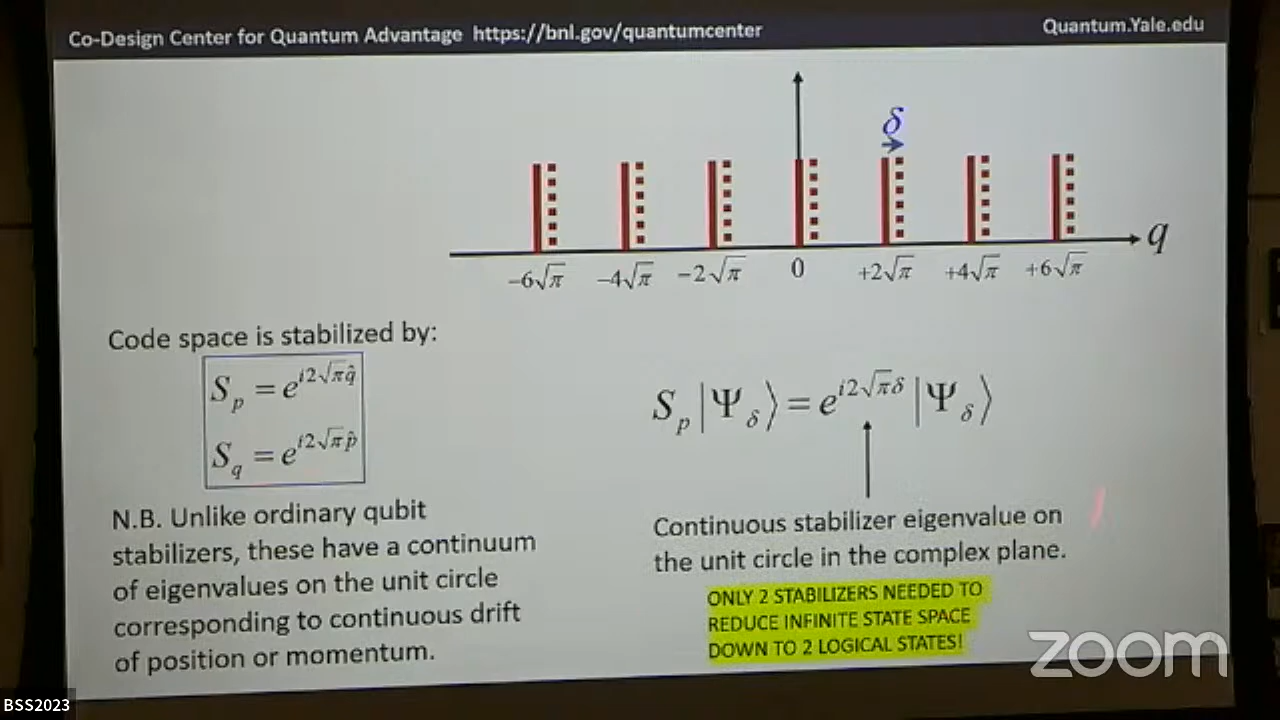 Co-Design Center for Quantum Advantage https://bnl.gov/quantumcenter
Quantum.Yale.edu
δ
q
−6√π −4√π −2√π 0 +2√π +4√π +6√π
Code space is stabilized by:
S_p = e^{i2√π q̂}
S_q = e^{i2√π p̂}
S_p|Ψ_δ⟩ = e^{i2√πδ}|Ψ_δ⟩
N.B. Unlike ordinary qubit
stabilizers, these have a continuum
of eigenvalues on the unit circle
corresponding to continuous drift
of position or momentum.
Continuous stabilizer eigenvalue on
the unit circle in the complex plane.
ONLY 2 STABILIZERS NEEDED TO
REDUCE INFINITE STATE SPACE
DOWN TO 2 LOGICAL STATES!
zoom
BSS2023